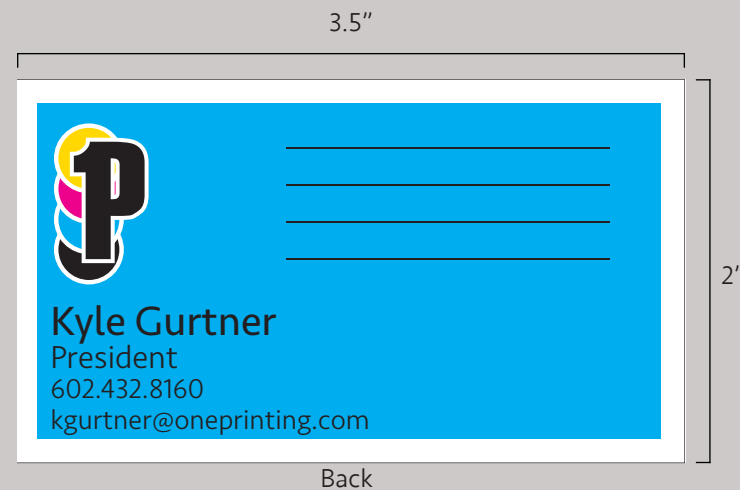 3.5”
P
Kyle Gurtner
President
602.432.8160
kgurtner@oneprinting.com
2’
Back